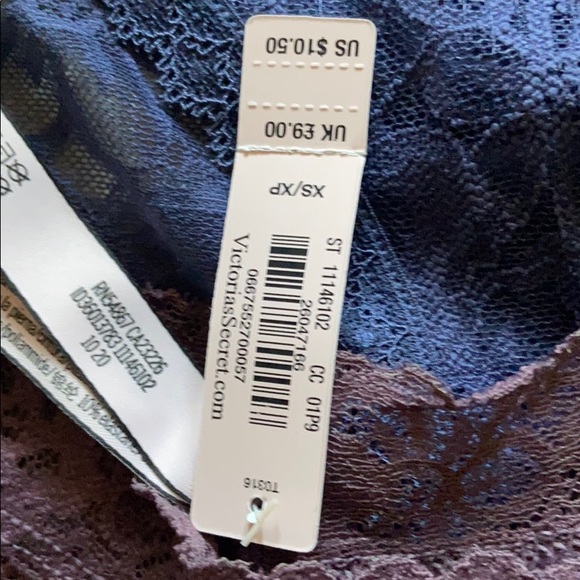 US $10.50
UK £9.00
XS/XP
ST 11146102 CC 01P9
26047166
0667552700057
VictoriasSecret.com
T0316
RN54867 CA23226
ID36013783 11146102
10 20